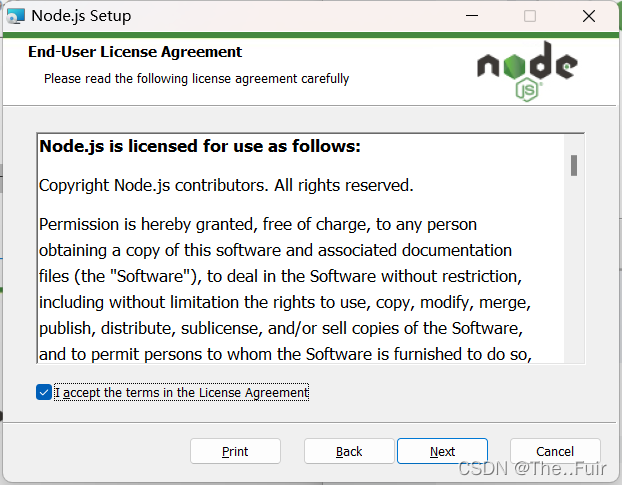 Node.js Setup
End-User License Agreement
Please read the following license agreement carefully
node
JS
Node.js is licensed for use as follows:
Copyright Node.js contributors. All rights reserved.
Permission is hereby granted, free of charge, to any person
obtaining a copy of this software and associated documentation
files (the "Software"), to deal in the Software without restriction,
including without limitation the rights to use, copy, modify, merge,
publish, distribute, sublicense, and/or sell copies of the Software,
and to permit persons to whom the Software is furnished to do so,
I accept the terms in the License Agreement
Print
Back
Next
Cancel
CSDN @The..Fuir